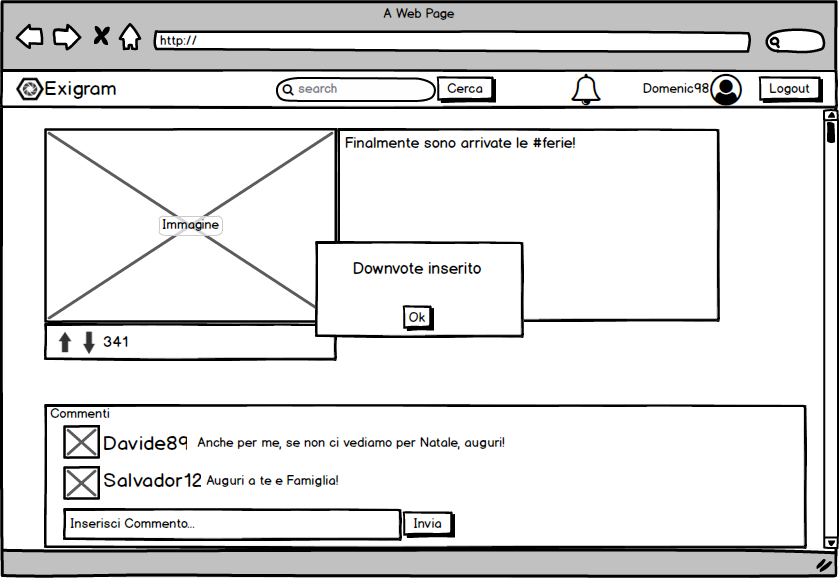 A Web Page
http://
Exigram
search
Cerca
Domenic98
Logout
Immagine
Finalmente sono arrivate le #ferie!
Downvote inserito
Ok
341
Commenti
Davide89 Anche per me, se non ci vediamo per Natale, auguri!
Salvador12 Auguri a te e Famiglia!
Inserisci Commento...
Invia